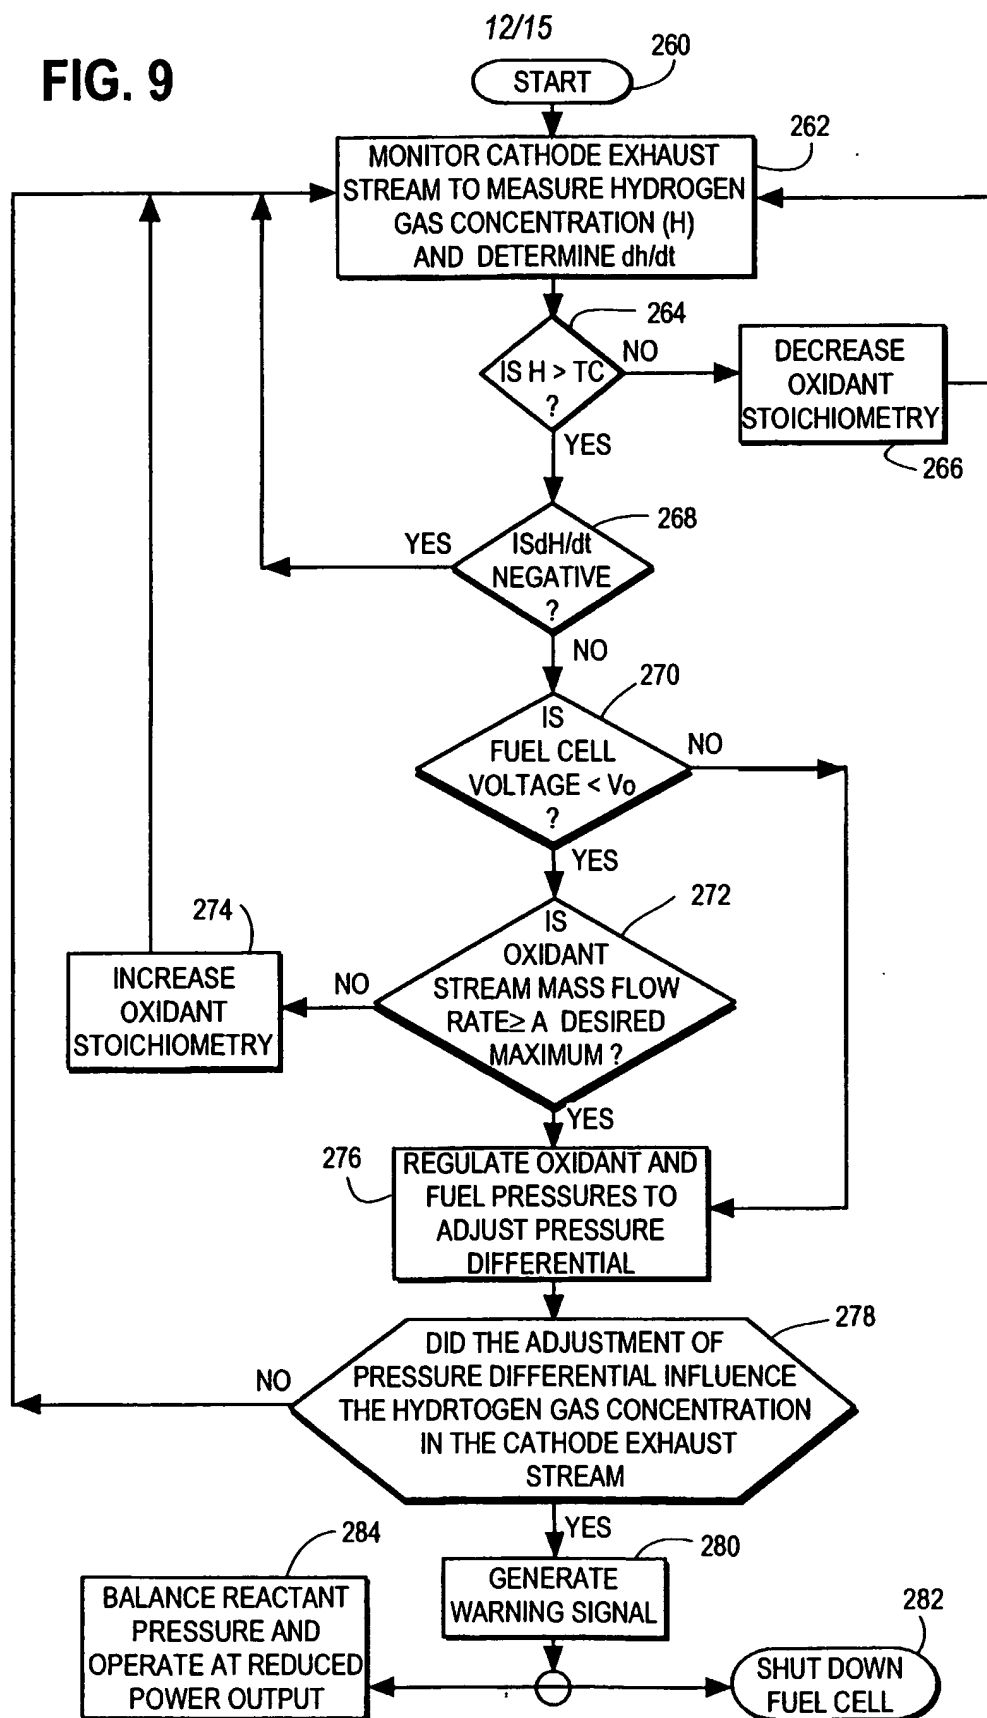 12/15
FIG. 9
START
260
MONITOR CATHODE EXHAUST
STREAM TO MEASURE HYDROGEN
GAS CONCENTRATION (H)
AND DETERMINE dh/dt
262
IS H > TC
?
264
NO
YES
DECREASE
OXIDANT
STOICHIOMETRY
266
ISdH/dt
NEGATIVE
?
268
YES
NO
IS
FUEL CELL
VOLTAGE < Vo
?
270
NO
YES
IS
OXIDANT
STREAM MASS FLOW
RATE≥ A DESIRED
MAXIMUM ?
272
NO
YES
274
INCREASE
OXIDANT
STOICHIOMETRY
276
REGULATE OXIDANT AND
FUEL PRESSURES TO
ADJUST PRESSURE
DIFFERENTIAL
DID THE ADJUSTMENT OF
PRESSURE DIFFERENTIAL INFLUENCE
THE HYDRTOGEN GAS CONCENTRATION
IN THE CATHODE EXHAUST
STREAM
278
NO
YES
GENERATE
WARNING SIGNAL
280
284
BALANCE REACTANT
PRESSURE AND
OPERATE AT REDUCED
POWER OUTPUT
282
SHUT DOWN
FUEL CELL